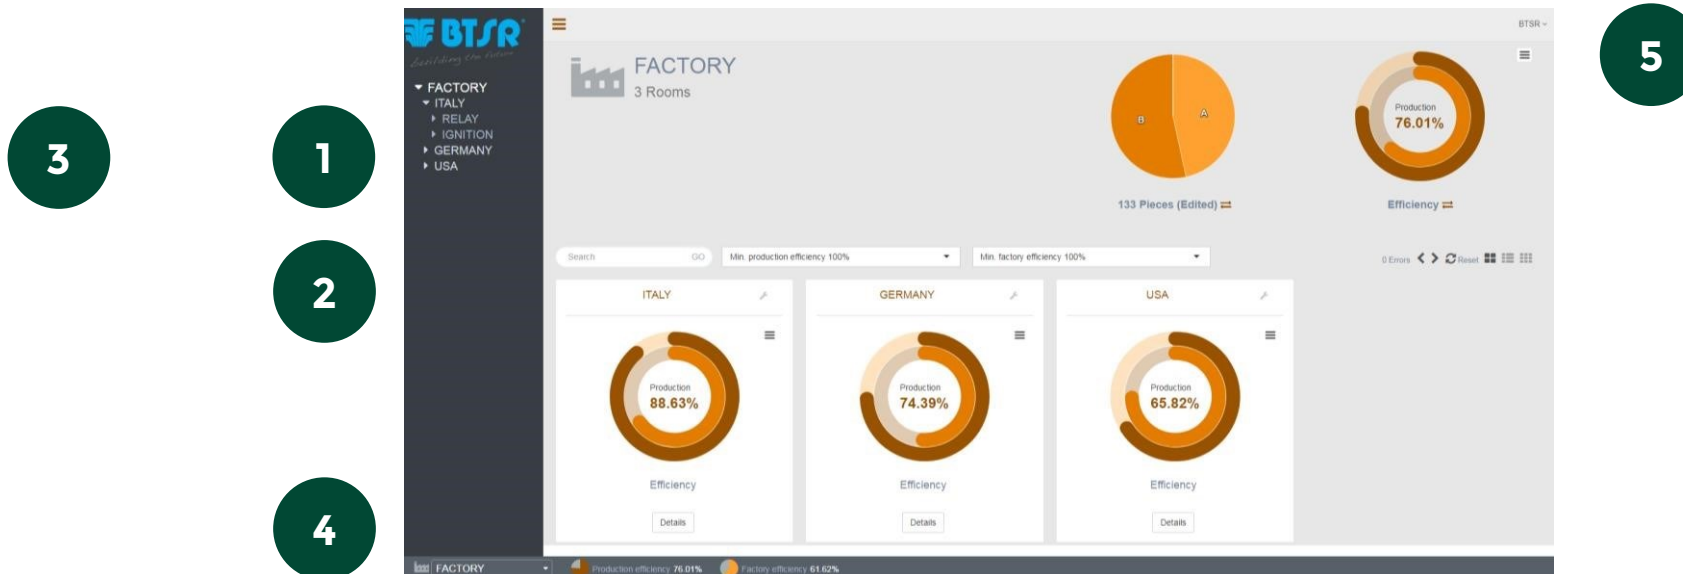 5
3
1
2
4
BTSR
Building the future
FACTORY
ITALY
RELAY
IGNITION
GERMANY
USA
BTSR
FACTORY
3 Rooms
B
A
133 Pieces (Edited)
Production
76.01%
Efficiency
Search GO
Min. production efficiency 100%
Min. factory efficiency 100%
0 Errors Reset
ITALY
Production
88.63%
Efficiency
Details
GERMANY
Production
74.39%
Efficiency
Details
USA
Production
65.82%
Efficiency
Details
FACTORY
Production efficiency 76.01%
Factory efficiency 61.62%